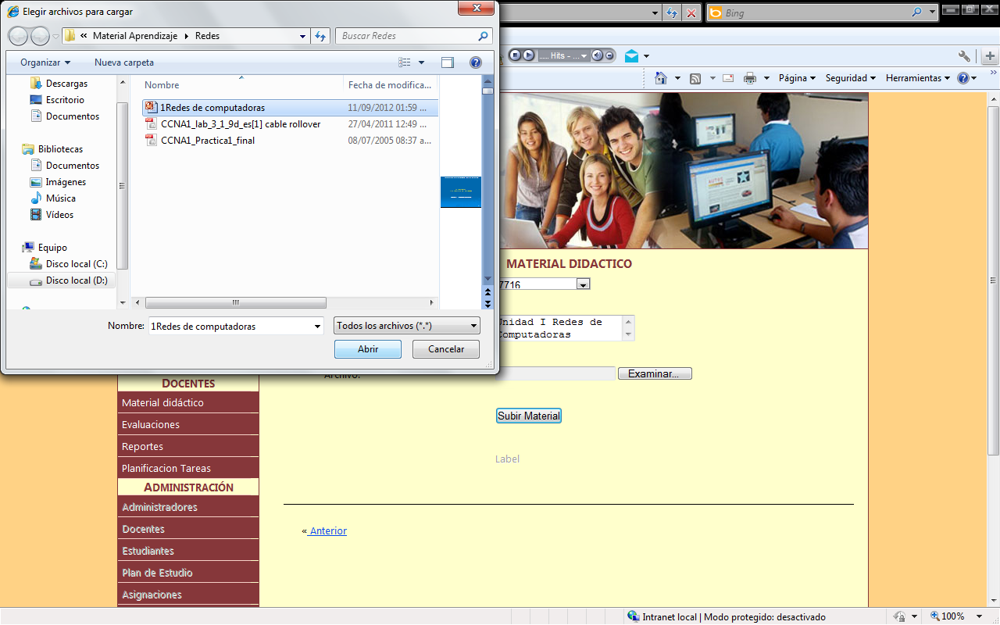 Elegir archivos para cargar
Bing
« Material Aprendizaje ▸ Redes
Buscar Redes
Organizar
Nueva carpeta
...... Hits - ...
Página
Seguridad
Herramientas
Descargas
Escritorio
Documentos
Bibliotecas
Documentos
Imágenes
Música
Vídeos
Equipo
Disco local (C:)
Disco local (D:)
Nombre
Fecha de modifica...
1Redes de computadoras
11/09/2012 01:59 ...
CCNA1_lab_3_1_9d_es[1] cable rollover
27/04/2011 12:49 ...
CCNA1_Practica1_final
08/07/2005 08:37 a...
Nombre:
1Redes de computadoras
Todos los archivos (*.*)
Abrir
Cancelar
MATERIAL DIDACTICO
7716
Unidad I Redes de
Computadoras
Archivo:
Examinar...
Subir Material
Label
« Anterior
DOCENTES
Material didáctico
Evaluaciones
Reportes
Planificacion Tareas
ADMINISTRACIÓN
Administradores
Docentes
Estudiantes
Plan de Estudio
Asignaciones
Intranet local | Modo protegido: desactivado
100%